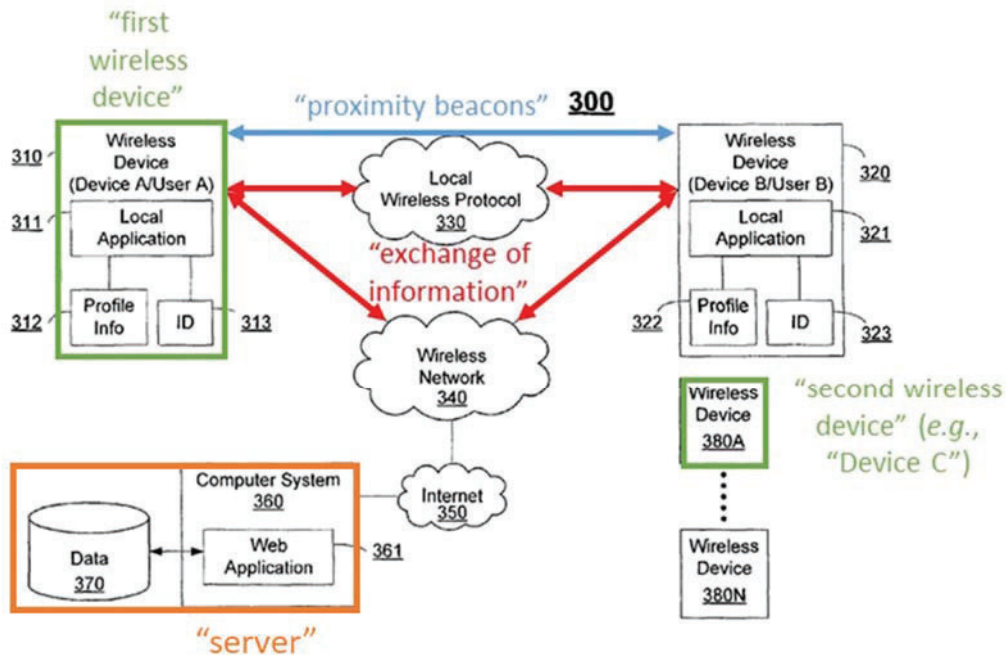 “first
wireless
device”
“proximity beacons”
300
310
Wireless
Device
(Device A/User A)
311
Local
Application
312
Profile
Info
ID
313
Local
Wireless Protocol
330
“exchange of
information”
Wireless
Network
340
Wireless
Device
(Device B/User B)
320
Local
Application
321
322
Profile
Info
ID
323
Wireless
Device
380A
“second wireless
device” (e.g.,
“Device C”)
Wireless
Device
380N
Internet
350
Computer System
360
Data
370
Web
Application
361
“server”